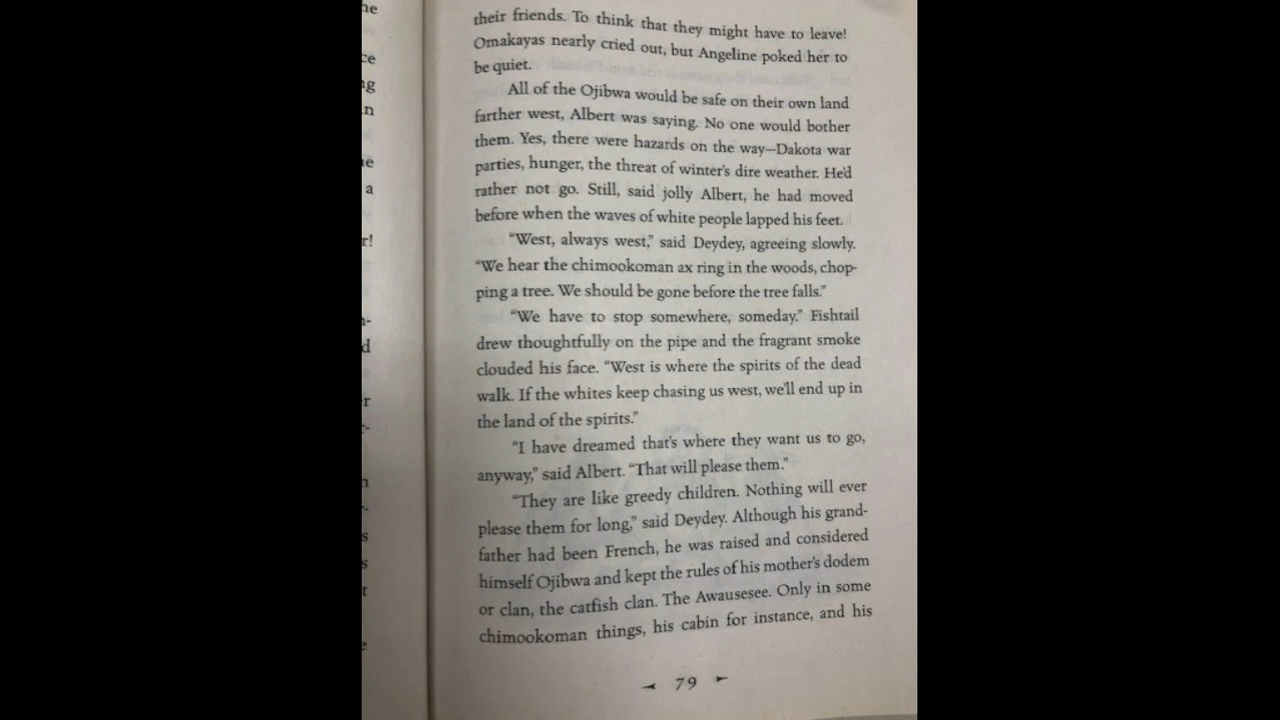 their friends. To think that they might have to leave!
Omakayas nearly cried out, but Angeline poked her to
be quiet.
All of the Ojibwa would be safe on their own land
farther west, Albert was saying. No one would bother
them. Yes, there were hazards on the way—Dakota war
parties, hunger, the threat of winter's dire weather. He'd
rather not go. Still, said jolly Albert, he had moved
before when the waves of white people lapped his feet.
"West, always west," said Deydey, agreeing slowly.
"We hear the chimookoman ax ring in the woods, chop-
ping a tree. We should be gone before the tree falls."
"We have to stop somewhere, someday." Fishtail
drew thoughtfully on the pipe and the fragrant smoke
clouded his face. "West is where the spirits of the dead
walk. If the whites keep chasing us west, we'll end up in
the land of the spirits."
"I have dreamed that's where they want us to go,
anyway," said Albert. "That will please them."
"They are like greedy children. Nothing will ever
please them for long," said Deydey. Although his grand-
father had been French, he was raised and considered
himself Ojibwa and kept the rules of his mother's dodem
or clan, the catfish clan. The Awausesee. Only in some
chimookoman things, his cabin for instance, and his
79